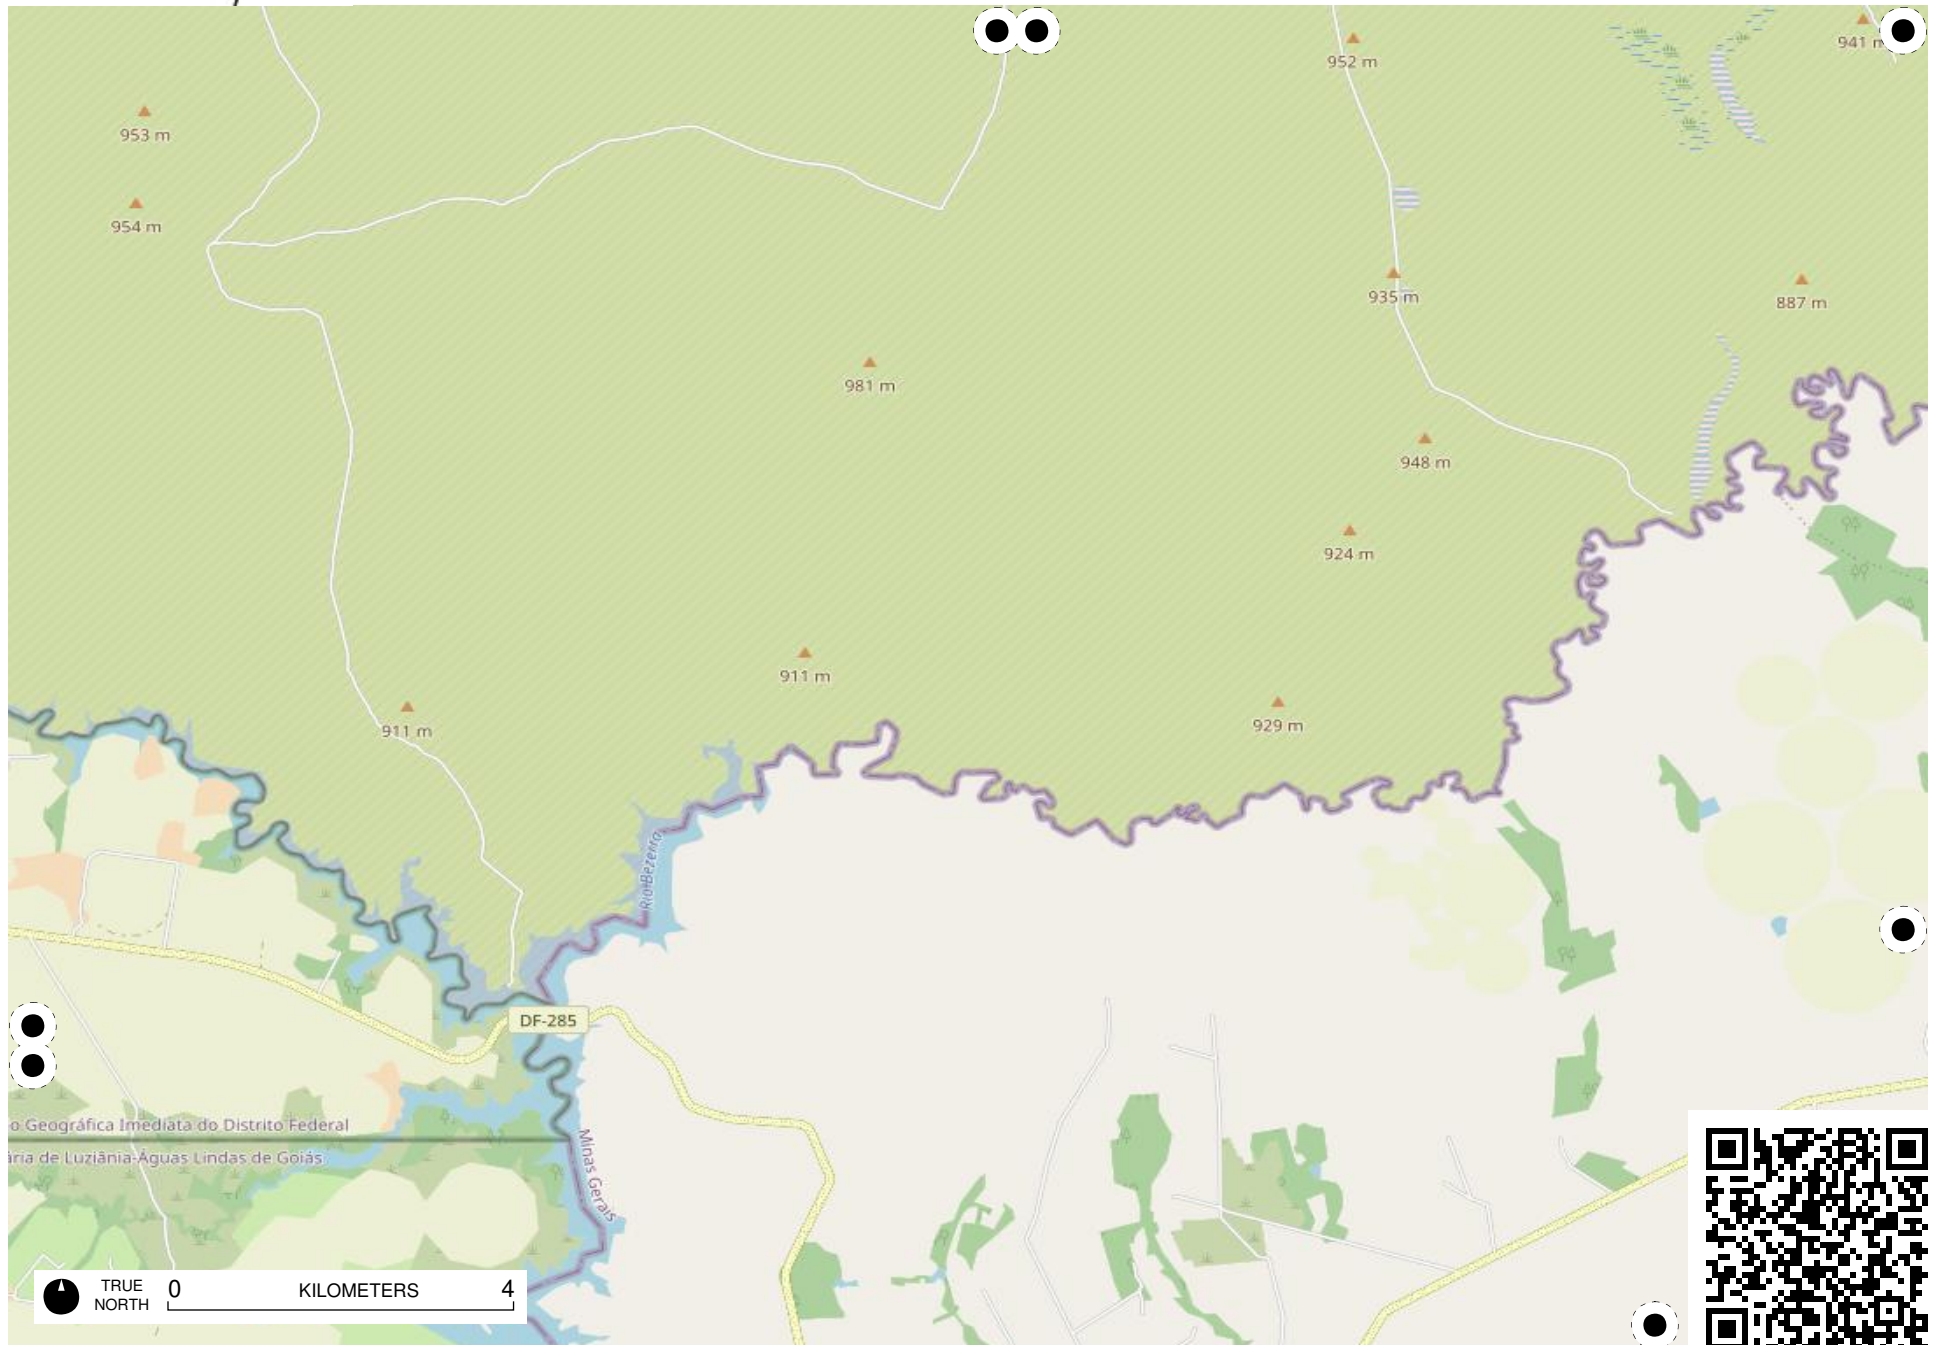 952 m
941 m
953 m
954 m
935 m
887 m
981 m
948 m
924 m
911 m
911 m
929 m
Rio Bezerra
DF-285
o Geográfica Imediata do Distrito Federal
ária de Luziânia-Águas Lindas de Goiás
Minas Gerais
TRUE NORTH
0 KILOMETERS 4